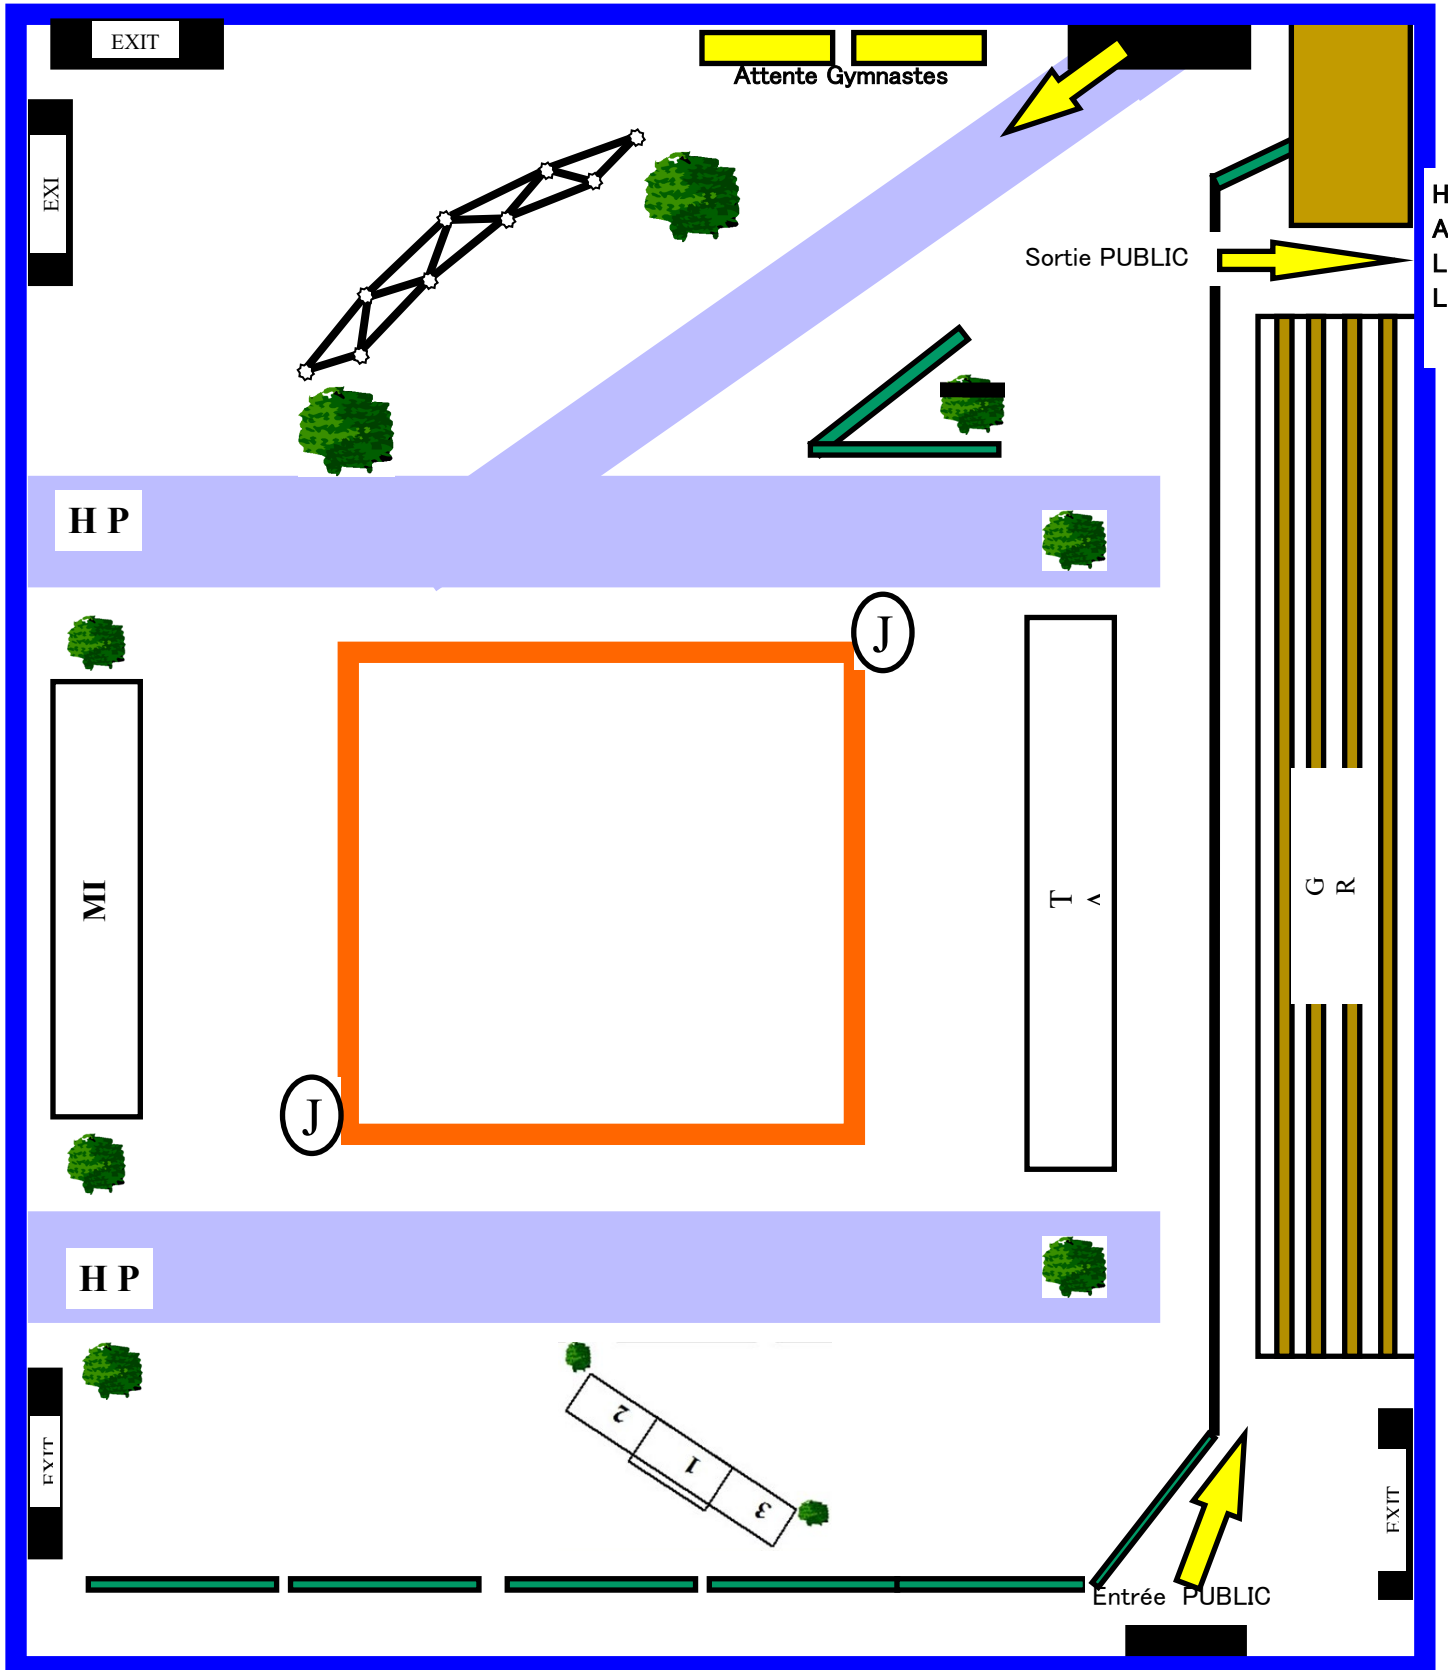 EXIT
Attente Gymnastes
EXI
H
A
L
L
Sortie PUBLIC
H P
J
MI
T
G
R
J
H P
2
1
3
EXIT
EXIT
Entrée PUBLIC